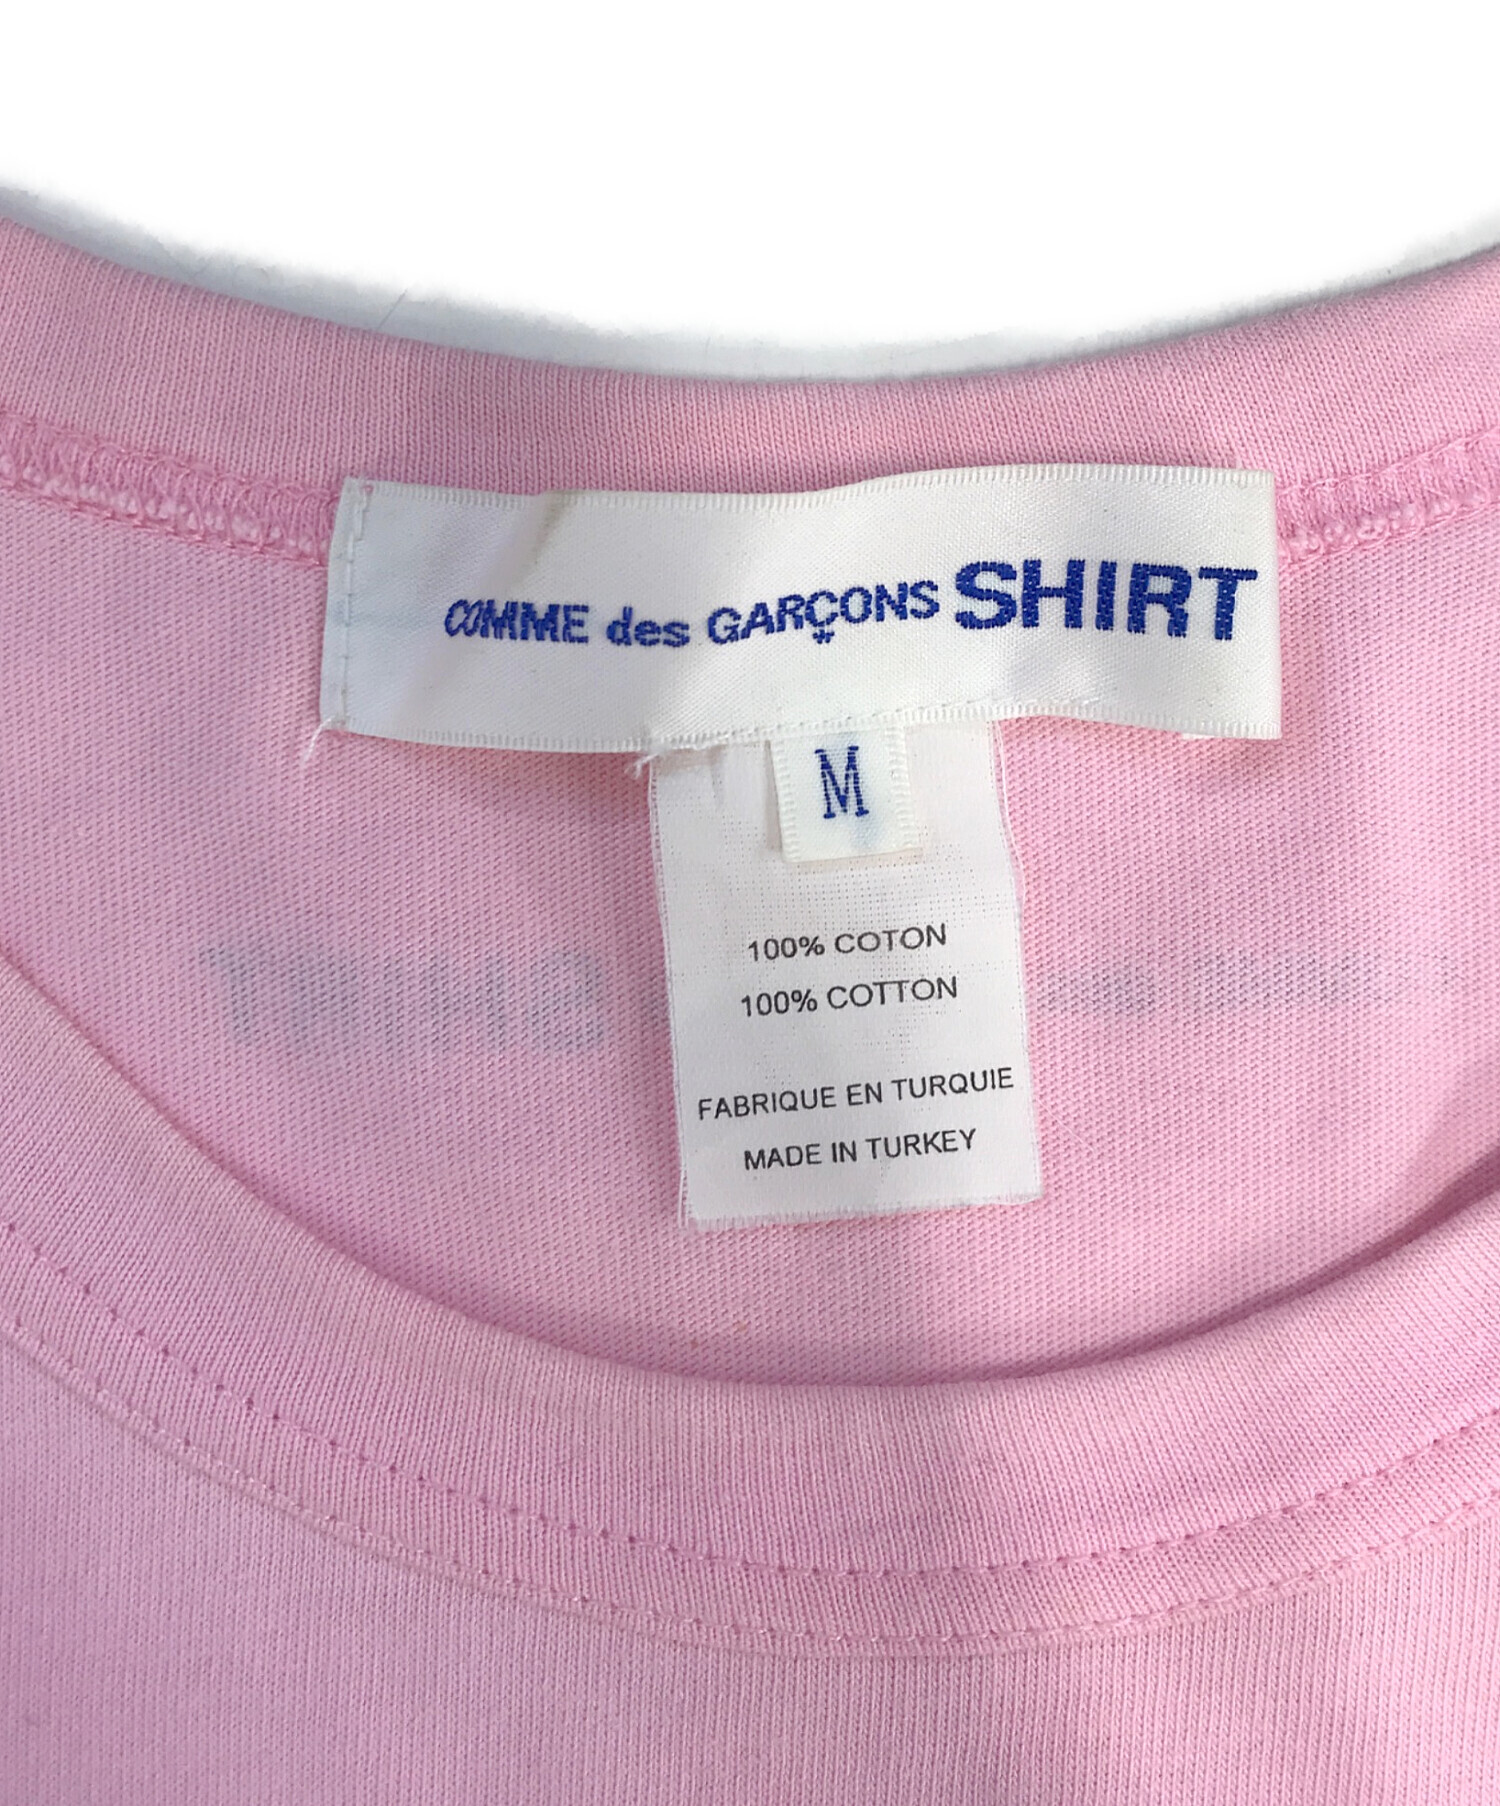 COMME des GARÇONS SHIRT
M
100% COTON
100% COTTON
FABRIQUE EN TURQUIE
MADE IN TURKEY